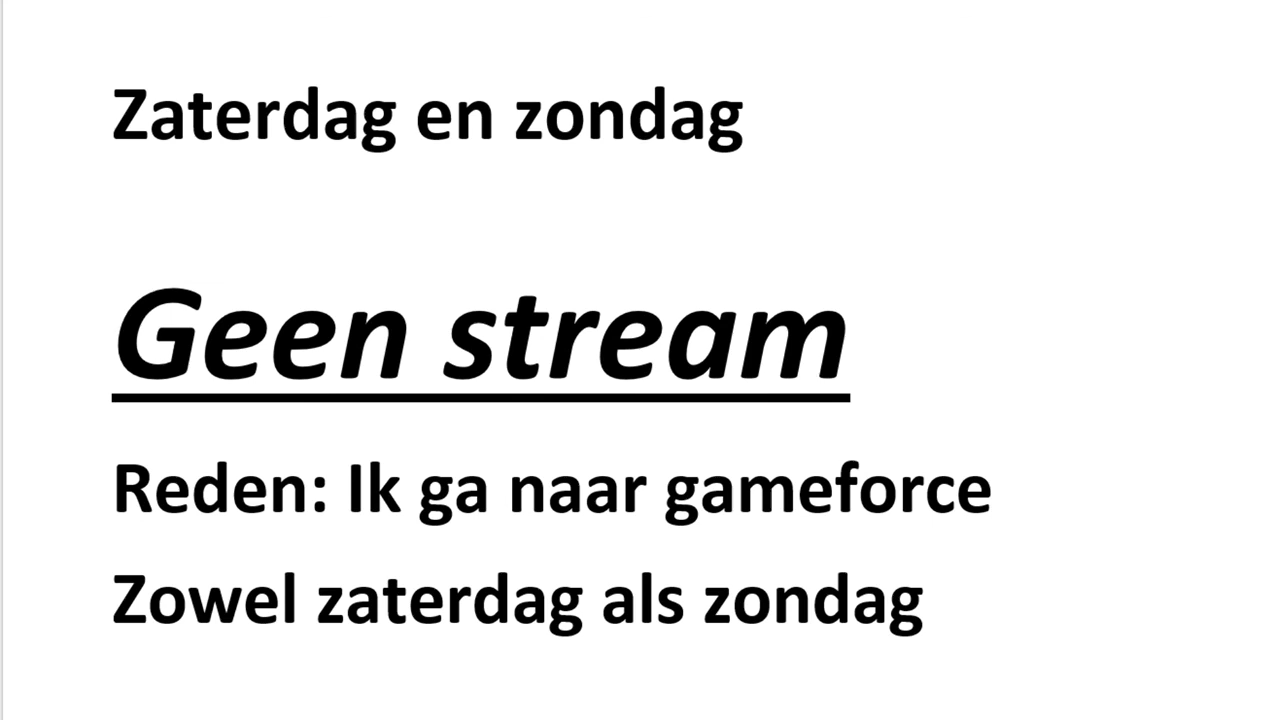 Zaterdag en zondag
Geen stream
Reden: Ik ga naar gameforce
Zowel zaterdag als zondag